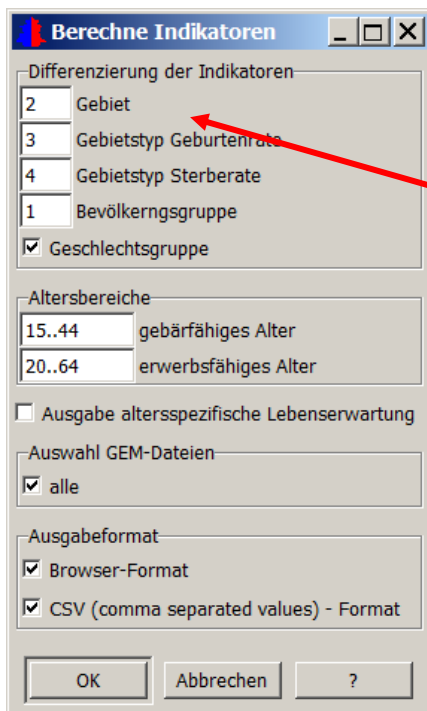 Berechne Indikatoren
Differenzierung der Indikatoren
2 Gebiet
3 Gebietstyp Geburtenrate
4 Gebietstyp Sterberate
1 Bevölkerngsgruppe
Geschlechtsgruppe
Altersbereiche
15..44 gebärfähiges Alter
20..64 erwerbsfähiges Alter
Ausgabe altersspezifische Lebenserwartung
Auswahl GEM-Dateien
alle
Ausgabeformat
Browser-Format
CSV (comma separated values) - Format
OK Abbrechen ?